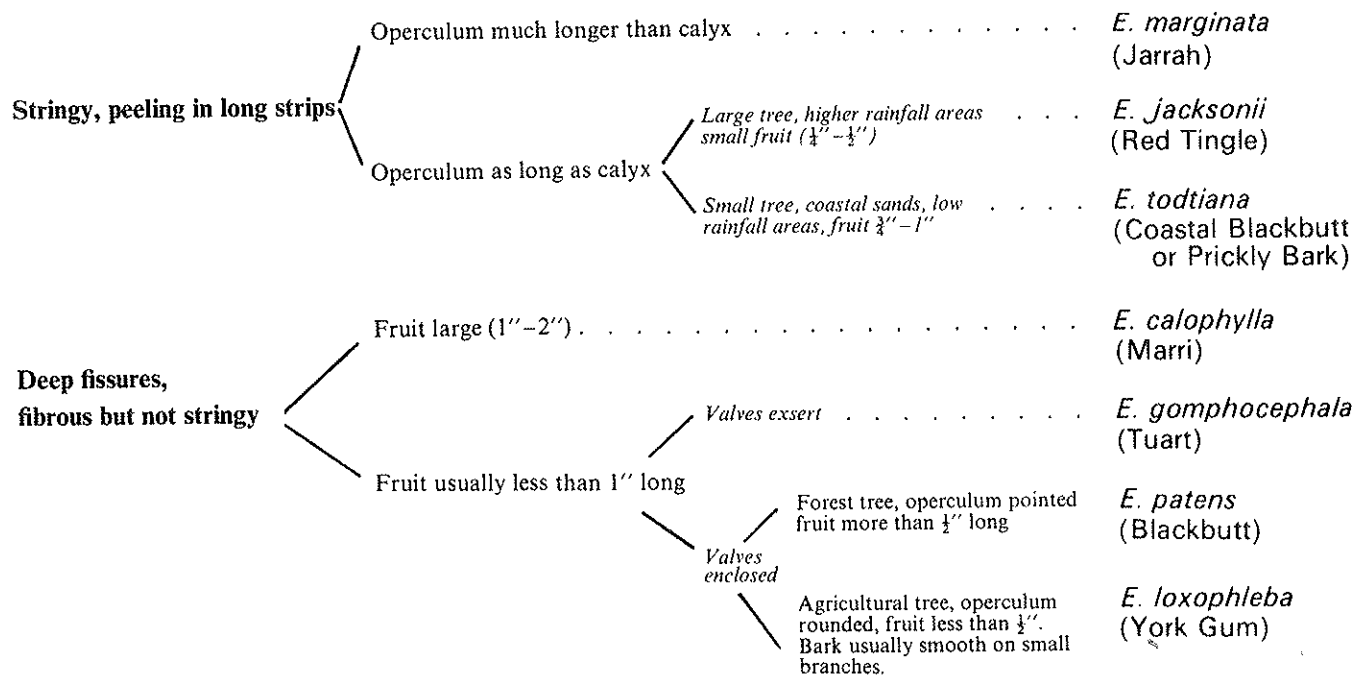 Operculum much longer than calyx . . . . . . . . . . . . E. marginata
(Jarrah)
Stringy, peeling in long strips
Large tree, higher rainfall areas . . . E. jacksonii
small fruit (¼″–½″) (Red Tingle)
Operculum as long as calyx
Small tree, coastal sands, low . . . . E. todtiana
rainfall areas, fruit ¾″–1″ (Coastal Blackbutt
or Prickly Bark)
Fruit large (1″–2″) . . . . . . . . . . . . . . . . . . E. calophylla
(Marri)
Deep fissures,
fibrous but not stringy
Valves exsert . . . . . . . . . E. gomphocephala
(Tuart)
Fruit usually less than 1″ long
Forest tree, operculum pointed E. patens
fruit more than ½″ long (Blackbutt)
Valves
enclosed
Agricultural tree, operculum E. loxophleba
rounded, fruit less than ½″. (York Gum)
Bark usually smooth on small
branches.